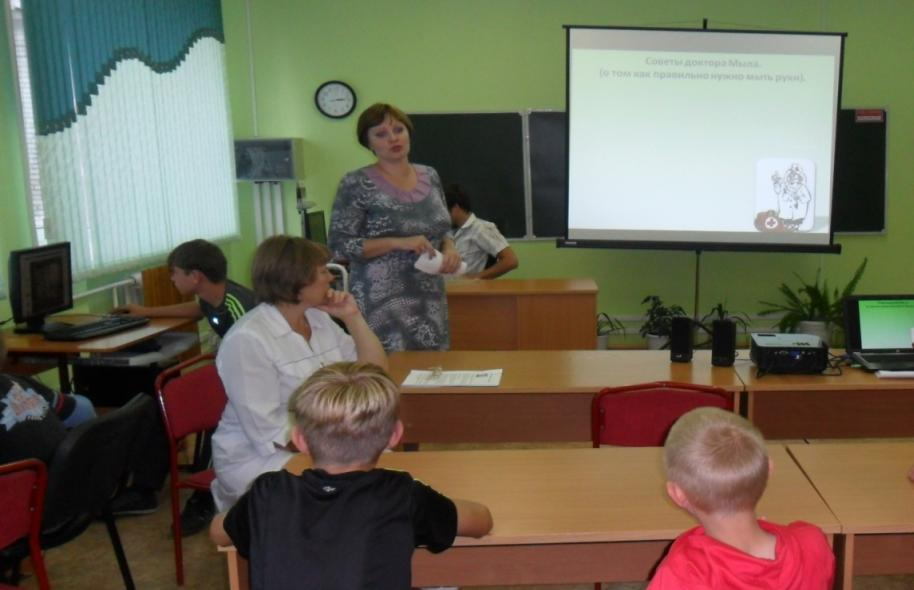 Советы доктора Мыла.
(о том как правильно нужно мыть руки).